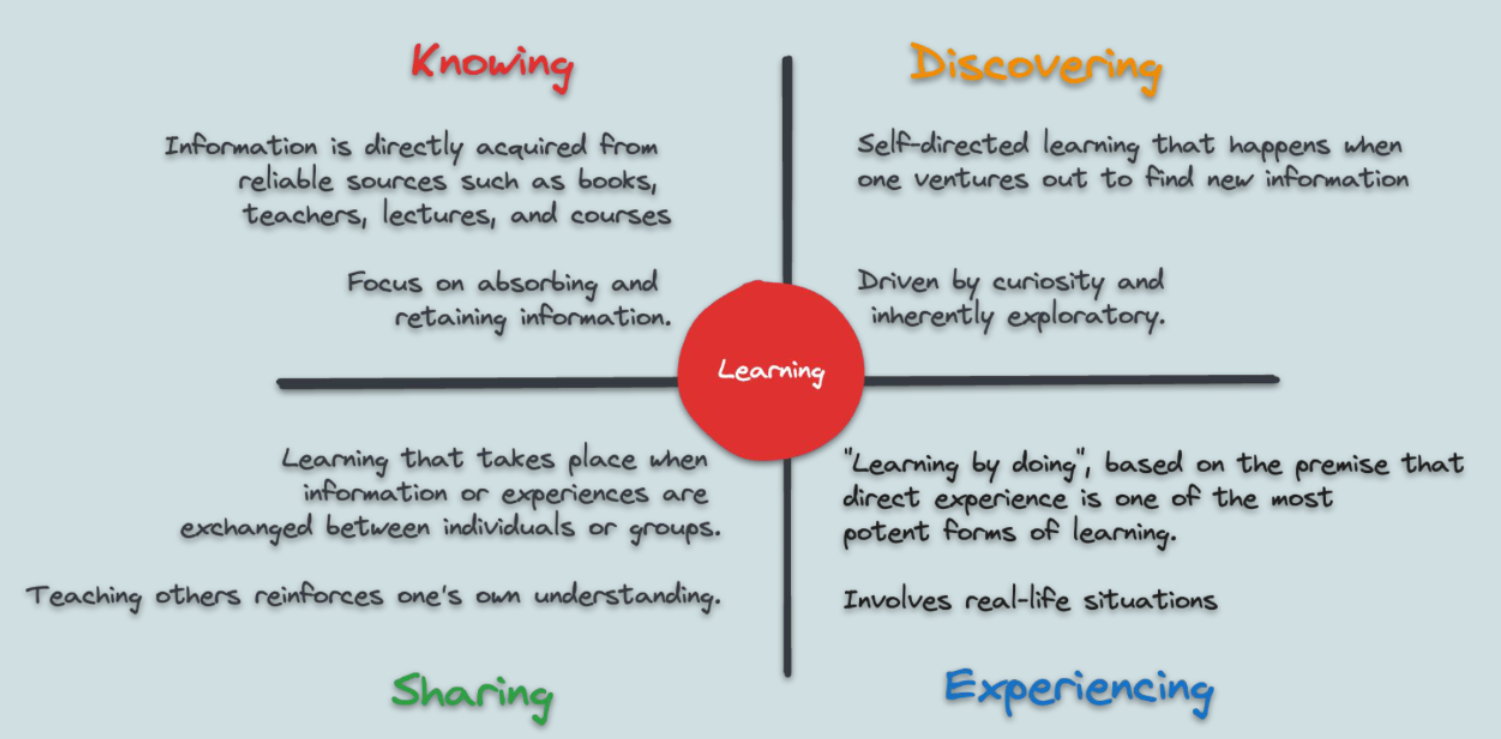 Knowing
Information is directly acquired from
reliable sources such as books,
teachers, lectures, and courses
Focus on absorbing and
retaining information.
Discovering
Self-directed learning that happens when
one ventures out to find new information
Driven by curiosity and
inherently exploratory.
Learning
Learning that takes place when
information or experiences are
exchanged between individuals or groups.
Teaching others reinforces one's own understanding.
Sharing
"Learning by doing", based on the premise that
direct experience is one of the most
potent forms of learning.
Involves real-life situations
Experiencing